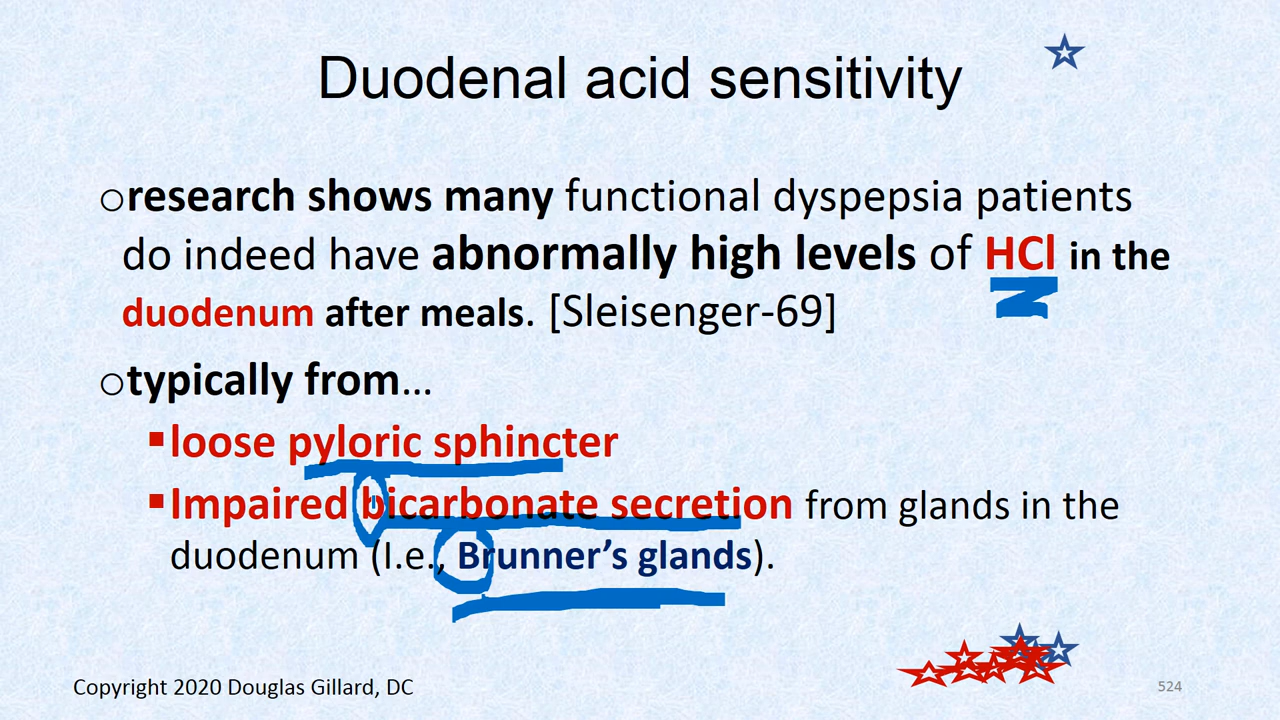 Duodenal acid sensitivity
research shows many functional dyspepsia patients
do indeed have abnormally high levels of HCl in the
duodenum after meals. [Sleisenger-69]
typically from…
loose pyloric sphincter
Impaired bicarbonate secretion from glands in the
duodenum (I.e., Brunner’s glands).
Copyright 2020 Douglas Gillard, DC
524